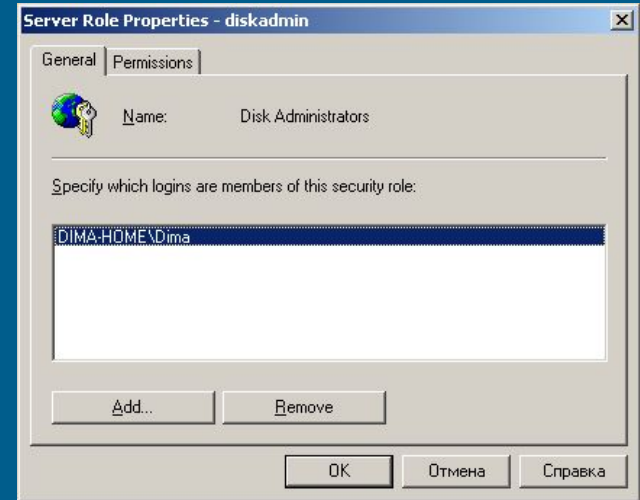 Server Role Properties - diskadmin
General Permissions
Name: Disk Administrators
Specify which logins are members of this security role:
DIMA-HOME\Dima
Add... Remove
OK Отмена Справка